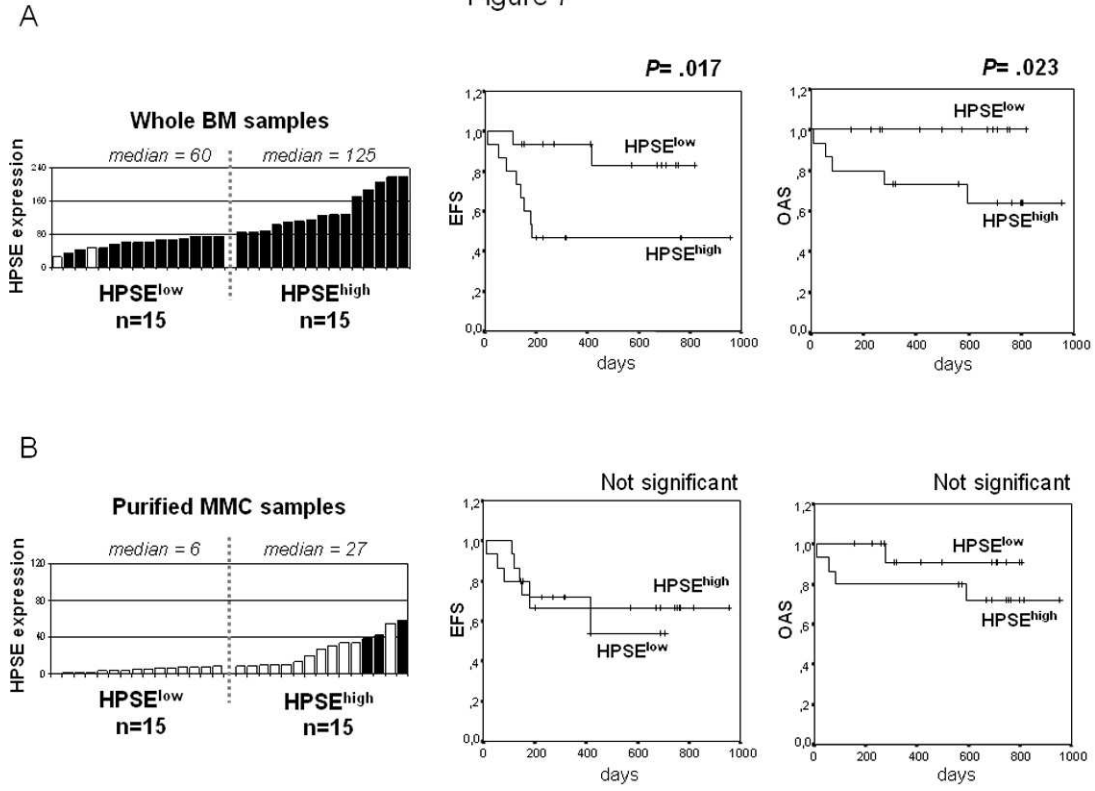 Figure 7
A
P= .017
P= .023
Whole BM samples
median = 60
median = 125
HPSE expression
240
160
80
0
HPSElow
n=15
HPSEhigh
n=15
EFS
1,2
1,0
,8
,6
,4
,2
0,0
HPSElow
HPSEhigh
0 200 400 600 800 1000
days
OAS
1,2
1,0
,8
,6
,4
,2
0,0
HPSElow
HPSEhigh
0 200 400 600 800 1000
days
B
Not significant
Not significant
Purified MMC samples
median = 6
median = 27
HPSE expression
120
80
40
0
HPSElow
n=15
HPSEhigh
n=15
EFS
1,2
1,0
,8
,6
,4
,2
0,0
HPSEhigh
HPSElow
0 200 400 600 800 1000
days
OAS
1,2
1,0
,8
,6
,4
,2
0,0
HPSElow
HPSEhigh
0 200 400 600 800 1000
days